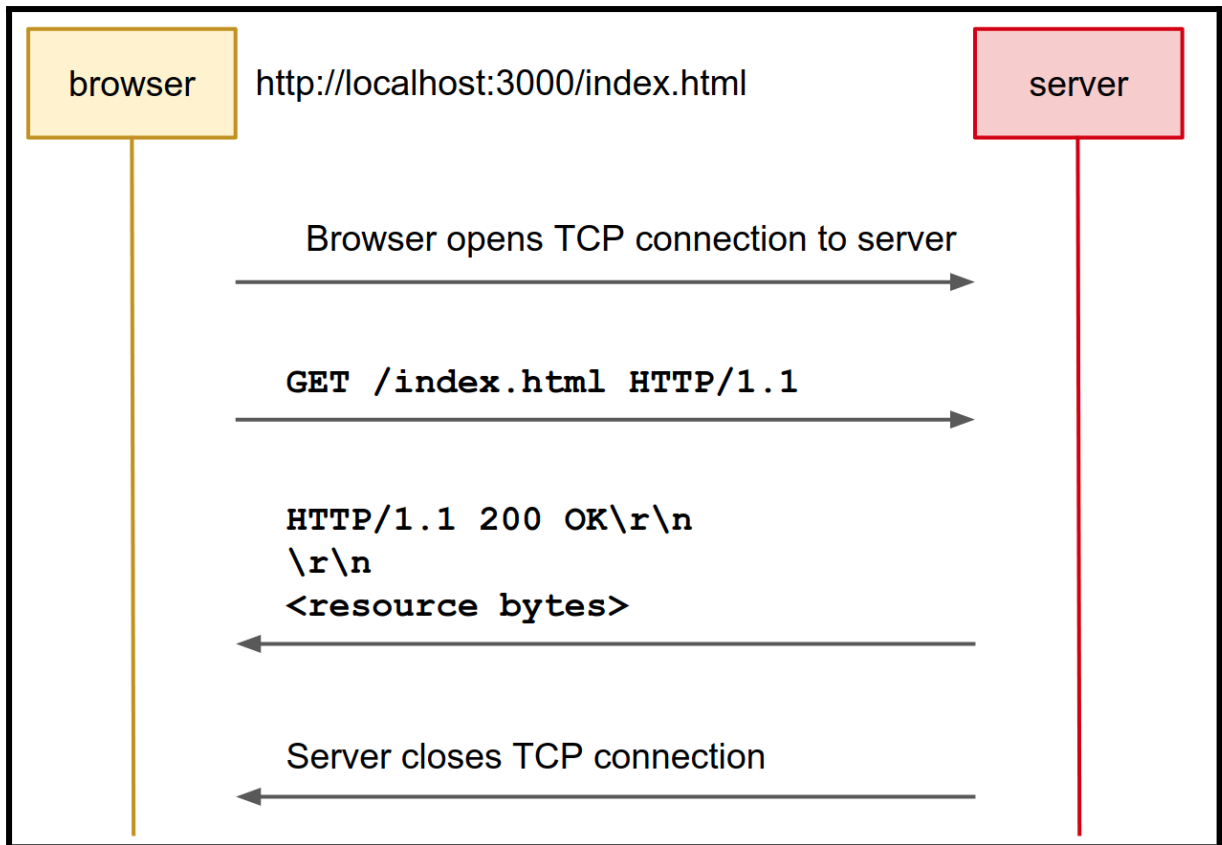 browser
http://localhost:3000/index.html
server
Browser opens TCP connection to server
GET /index.html HTTP/1.1
HTTP/1.1 200 OK\r\n
\r\n
<resource bytes>
Server closes TCP connection